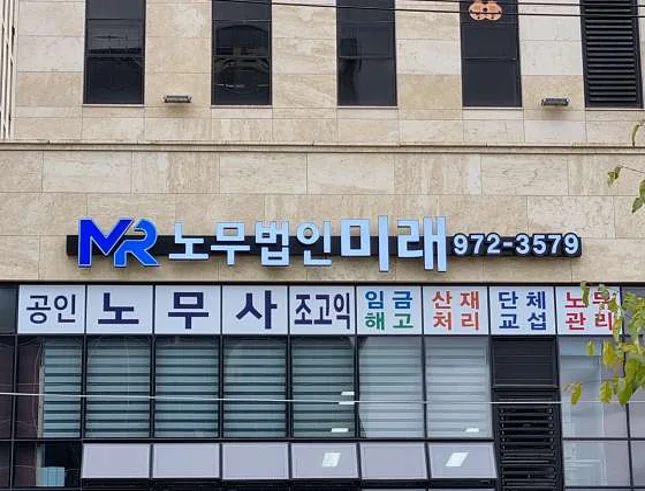 MR 노무법인미래 972-3579
공인 노무사 조고익 임금 산재 단체 노무
해고 처리 교섭 관리